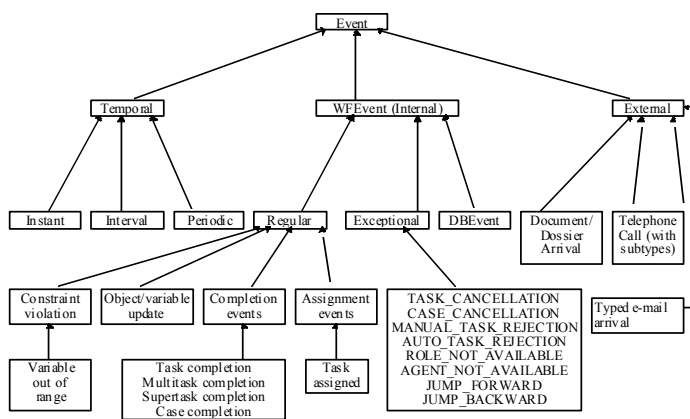 Event
Temporal
WFEvent (Internal)
External
Instant
Interval
Periodic
Regular
Exceptional
DBEvent
Document/
Dossier
Arrival
Telephone
Call (with
subtypes)
Constraint
violation
Object/variable
update
Completion
events
Assignment
events
TASK_CANCELLATION
CASE_CANCELLATION
MANUAL_TASK_REJECTION
AUTO_TASK_REJECTION
ROLE_NOT_AVAILABLE
AGENT_NOT_AVAILABLE
JUMP_FORWARD
JUMP_BACKWARD
Typed e-mail
arrival
Variable
out of
range
Task completion
Multitask completion
Supertask completion
Case completion
Task
assigned